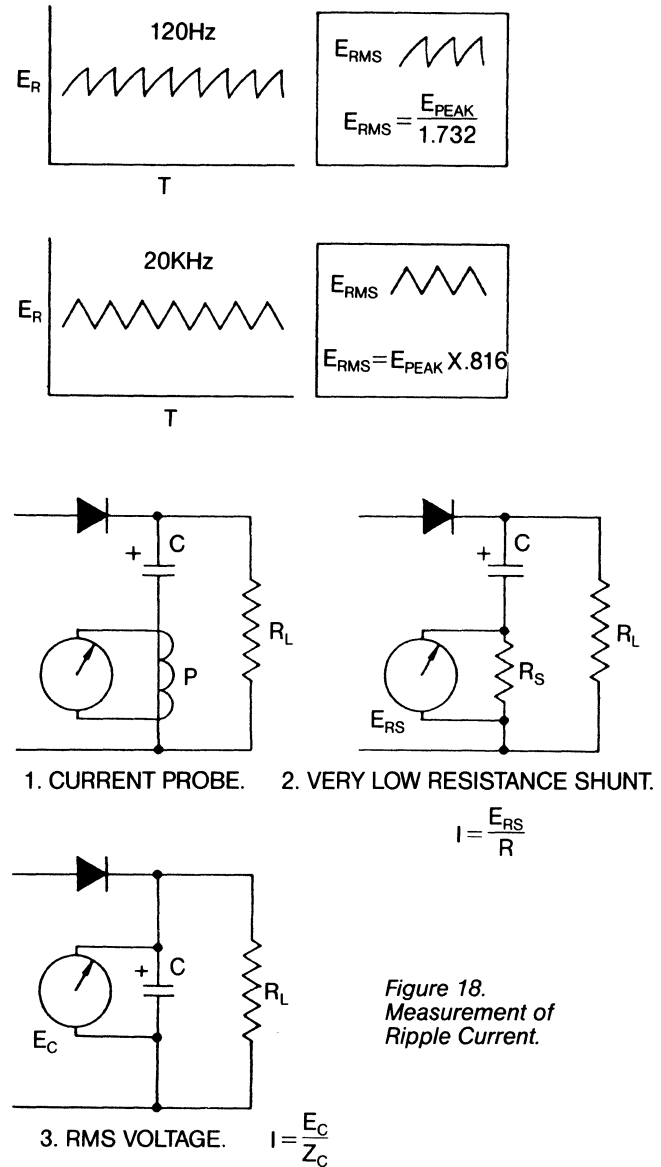 120Hz
E_R
T
E_RMS
E_RMS = E_PEAK / 1.732
20KHz
E_R
T
E_RMS
E_RMS = E_PEAK X .816
+ C
P
R_L
1. CURRENT PROBE.
+ C
R_S
E_RS
R_L
2. VERY LOW RESISTANCE SHUNT.
I = E_RS / R
+ C
E_C
R_L
3. RMS VOLTAGE.
I = E_C / Z_C
Figure 18.
Measurement of
Ripple Current.